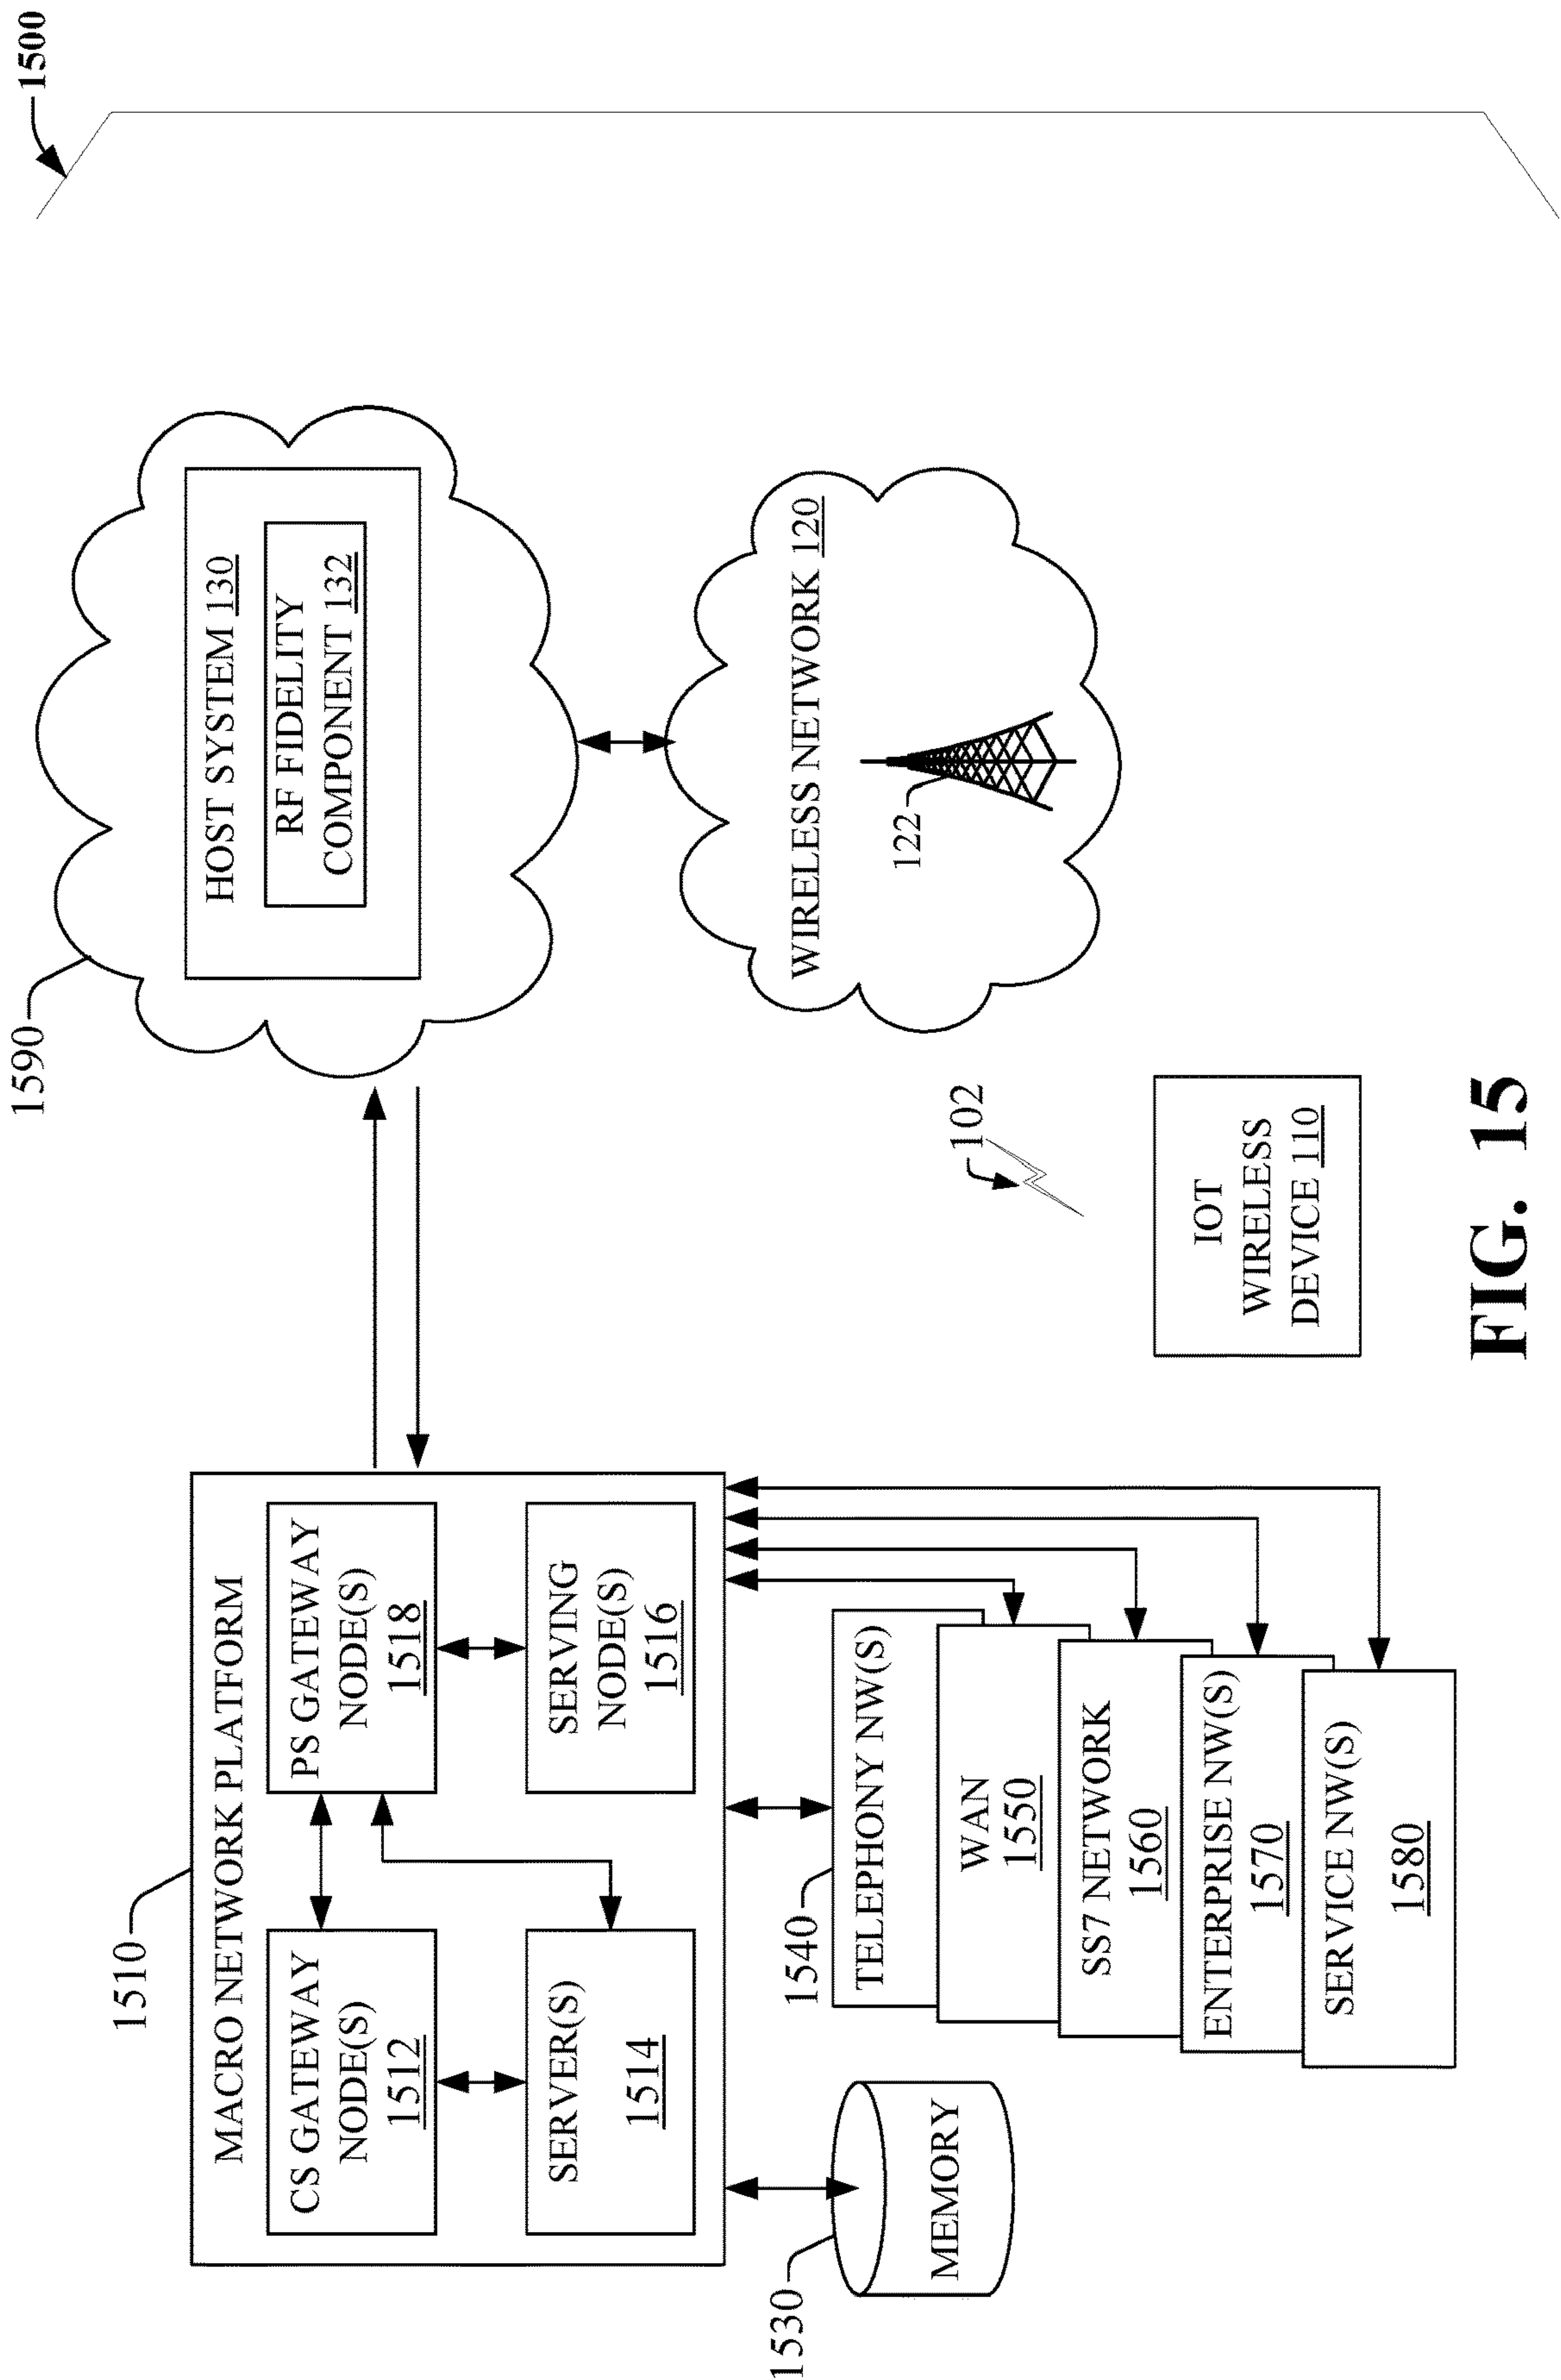 1500
1510
MACRO NETWORK PLATFORM
CS GATEWAY
NODE(S)
1512
PS GATEWAY
NODE(S)
1518
SERVER(S)
1514
SERVING
NODE(S)
1516
1530
MEMORY
1540
TELEPHONY NW(S)
WAN
1550
SS7 NETWORK
1560
ENTERPRISE NW(S)
1570
SERVICE NW(S)
1580
1590
HOST SYSTEM 130
RF FIDELITY
COMPONENT 132
WIRELESS NETWORK 120
122
102
IOT
WIRELESS
DEVICE 110
FIG. 15